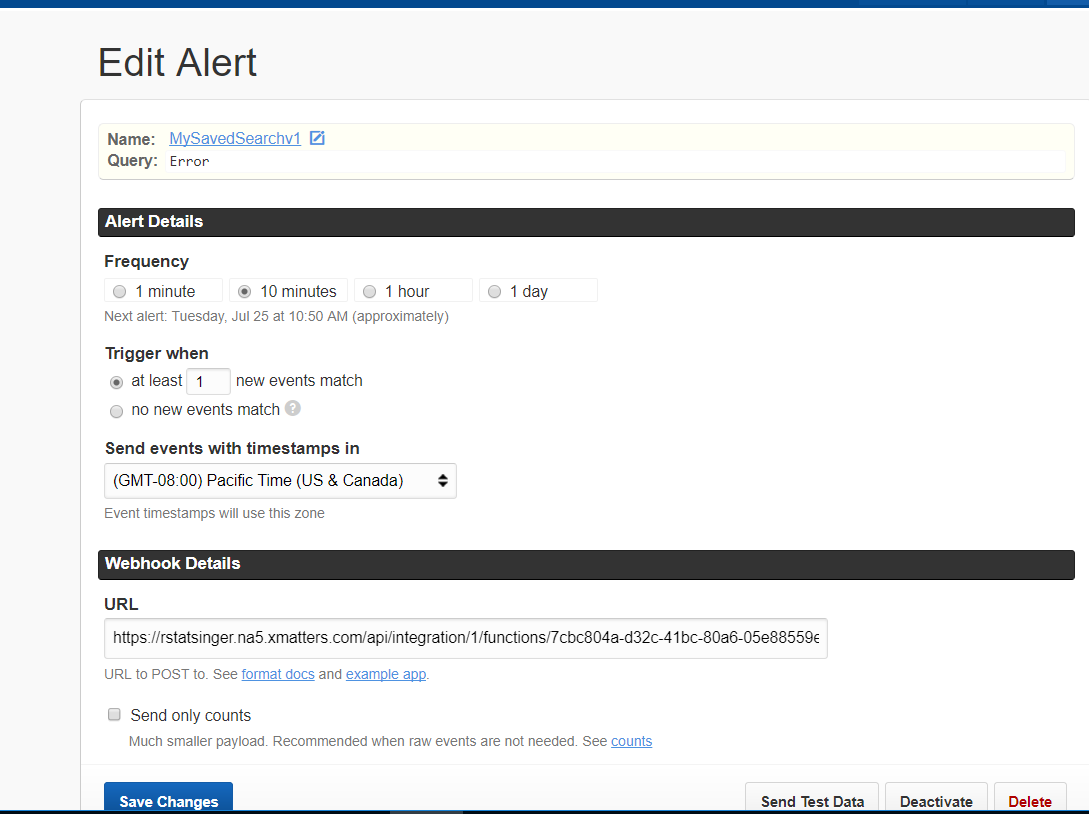 Edit Alert
Name: MySavedSearchv1
Query: Error
Alert Details
Frequency
1 minute 10 minutes 1 hour 1 day
Next alert: Tuesday, Jul 25 at 10:50 AM (approximately)
Trigger when
at least 1 new events match
no new events match ?
Send events with timestamps in
(GMT-08:00) Pacific Time (US & Canada)
Event timestamps will use this zone
Webhook Details
URL
https://rstatsinger.na5.xmatters.com/api/integration/1/functions/7cbc804a-d32c-41bc-80a6-05e88559e
URL to POST to. See format docs and example app.
Send only counts
Much smaller payload. Recommended when raw events are not needed. See counts
Save Changes Send Test Data Deactivate Delete